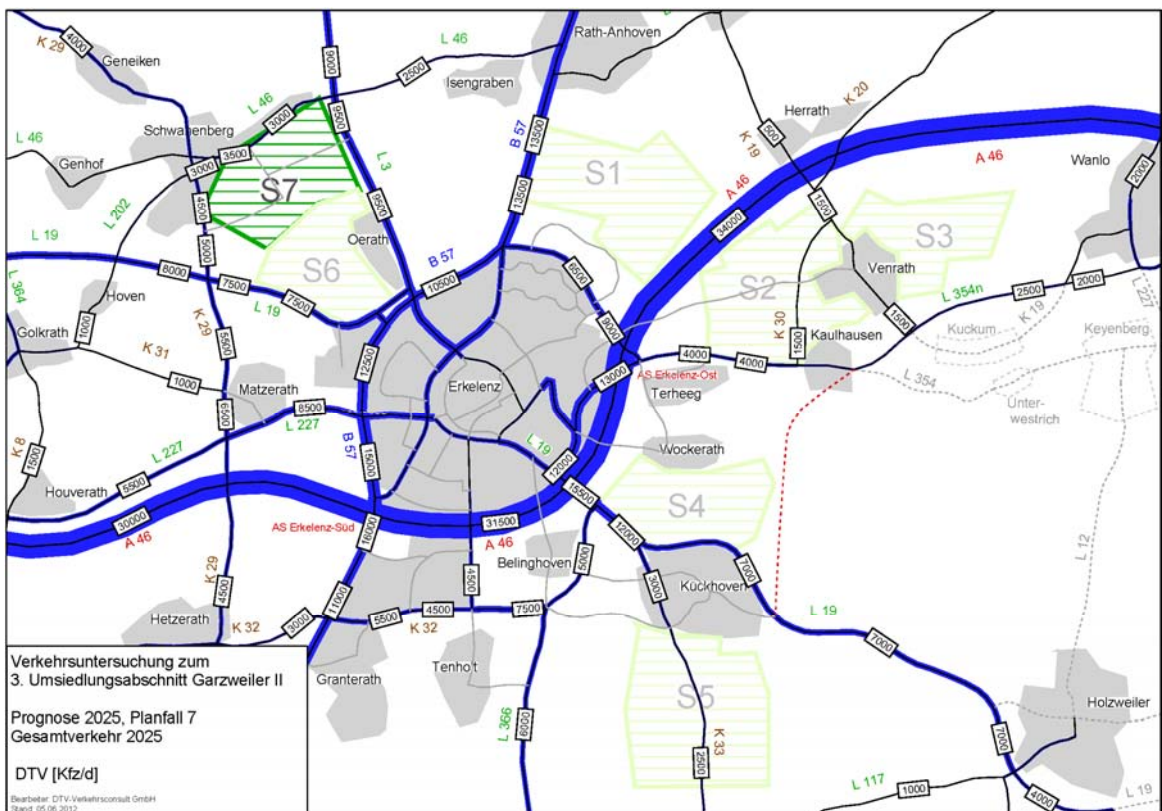 K 29
4000
Geneiken
L 46
2500
Isengraben
9000
Rath-Anhoven
L 46
3000
9500
Schwanenberg
L 46
Genhof
3500
3000
S7
L 3
B 57
13500
S1
500
K 19
Herrath
K 20
A 46
A 46
Wanlo
2000
L 202
4500
5000
9500
Oerath
13500
34000
1500
S3
L 19
8000
7500
S6
B 57
10500
6500
S2
Venrath
L 364
Hoven
7500
L 19
9000
L 354n
2500
2000
L 227
Golkrath
1000
K 29
5500
K 30
1500
1500
Kuckum
K 19
Keyenberg
K 31
12500
4000
4000
Kaulhausen
1000
Matzerath
Erkelenz
13000
AS Erkelenz-Ost
Terheeg
L 354
Unter-
westrich
6500
8500
L 227
B 57
L 19
Wockerath
K 8
1500
L 227
5500
15000
12000
Houverath
30000
A 46
AS Erkelenz-Süd
16000
31500
A 46
15500
12000
S4
L 12
Belinghoven
5000
3000
Kückhoven
7000
K 29
4500
4500
Hetzerath
K 32
3000
11000
5500
4500
K 32
7500
L 19
7000
Granterath
Tenholt
L 366
6000
S5
K 33
2500
Holzweiler
7000
L 117
1000
4000
L 19
Verkehrsuntersuchung zum
3. Umsiedlungsabschnitt Garzweiler II
Prognose 2025, Planfall 7
Gesamtverkehr 2025
DTV [Kfz/d]
Bearbeiter: DTV-Verkehrsconsult GmbH
Stand: 05.06.2012